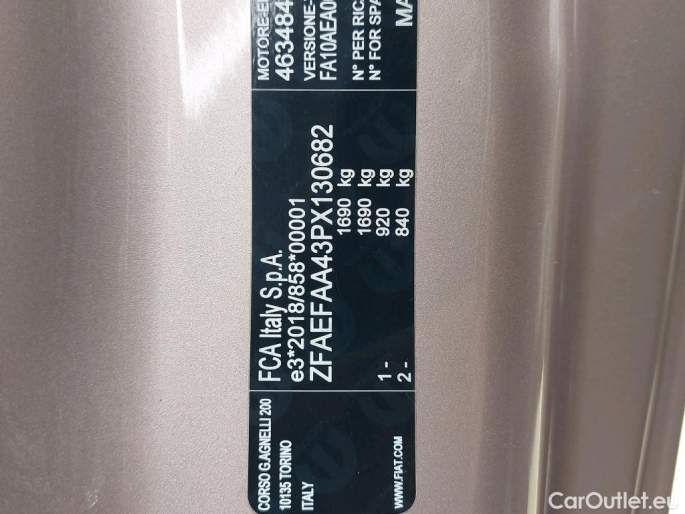 CORSO G.AGNELLI 200
10135 TORINO
ITALY
WWW.FIAT.COM
FCA Italy S.p.A.
e3*2018/858*00001
ZFAEFAA43PX130682
1690 kg
1690 kg
1 - 920 kg
2 - 840 kg
MOTORE-E
463484
VERSIONE-
FA10AEA0
N° PER RIC
N° FOR SPA
MA
CarOutlet.eu